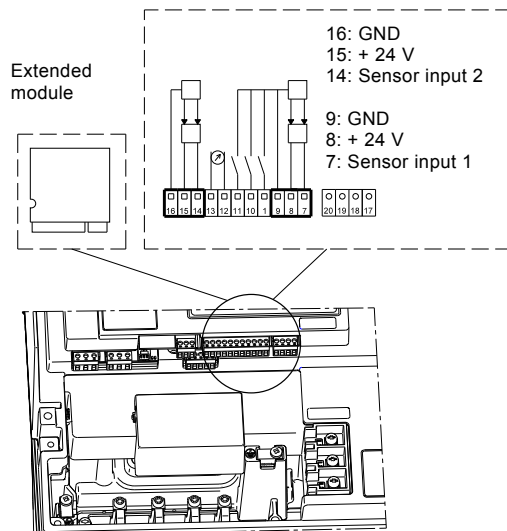 16: GND
15: + 24 V
14: Sensor input 2
Extended
module
9: GND
8: + 24 V
7: Sensor input 1
16 15 14 13 12 11 10 1 9 8 7 20 19 18 17